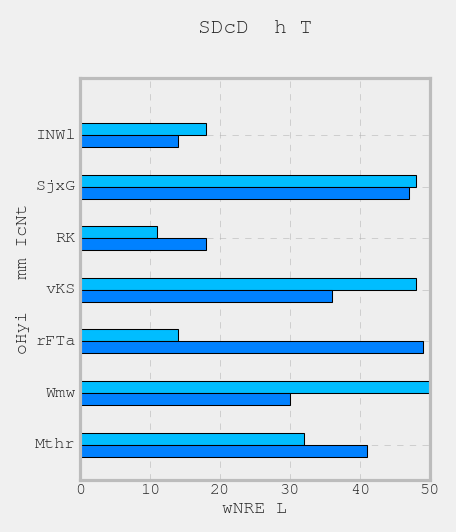 SDcD  h T
INWl
SjxG
RK
vKS
rFTa
Wmw
Mthr
oHyi  mm IcNt
0 10 20 30 40 50
wNRE L